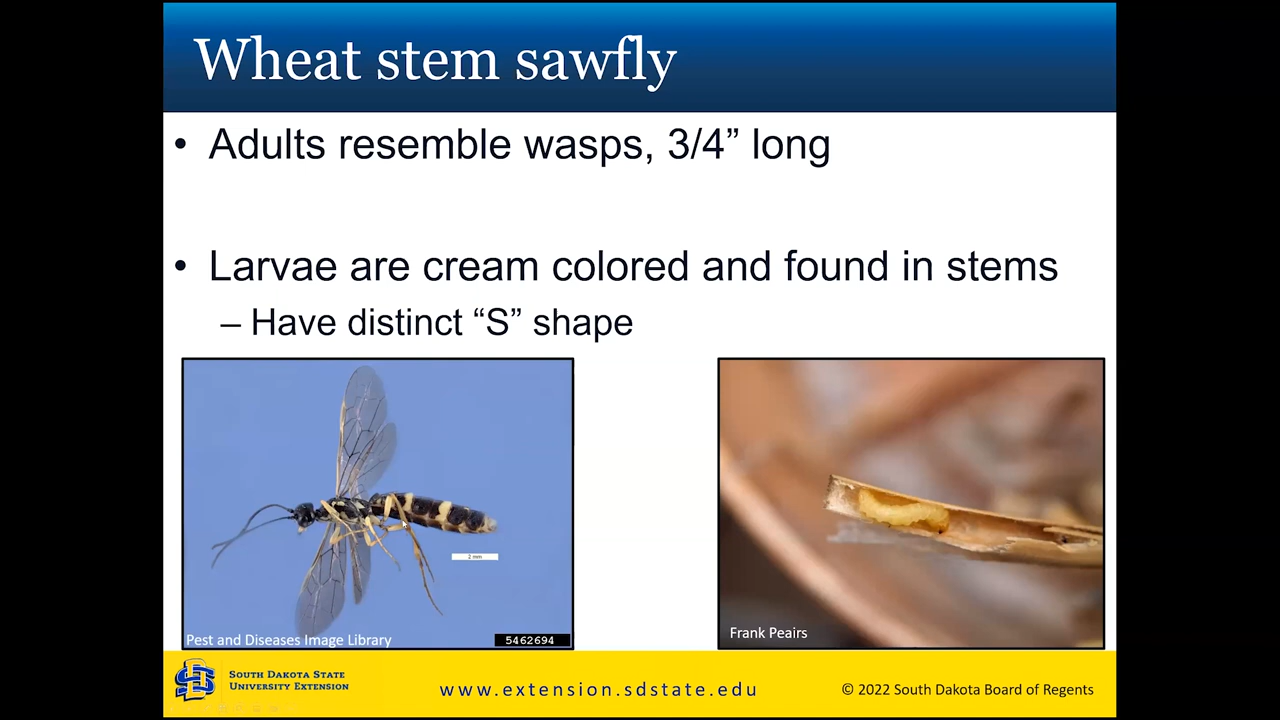 Wheat stem sawfly
• Adults resemble wasps, 3/4” long
• Larvae are cream colored and found in stems
– Have distinct “S” shape
2 mm
Pest and Diseases Image Library
5462694
Frank Peairs
SOUTH DAKOTA STATE
UNIVERSITY EXTENSION
www.extension.sdstate.edu
© 2022 South Dakota Board of Regents